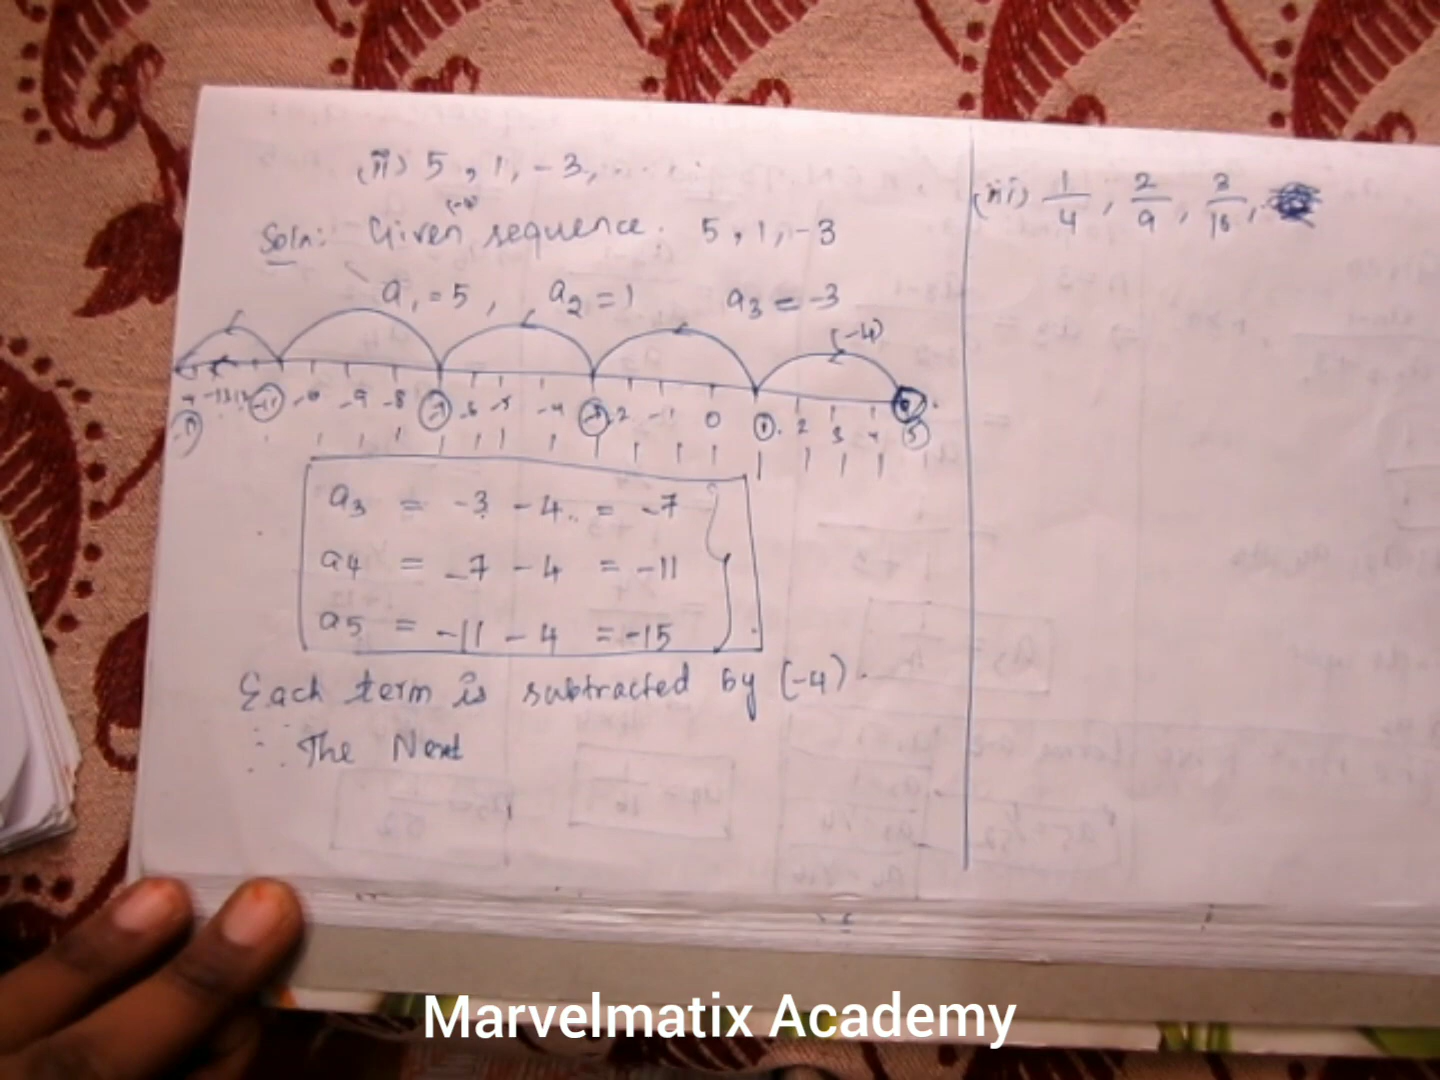 (ii) 5, 1, -3,
(-4)
Soln: Given sequence. 5, 1, -3
a1 = 5, a2 = 1 a3 = -3
(-4)
-11 -10 -9 -8 -7 -6 -5 -4 -3 -2 -1 0 1 2 3 4 5
a3 = -3 - 4 = -7
a4 = -7 - 4 = -11
a5 = -11 - 4 = -15
Each term is subtracted by (-4).
∴ The Next
(iii) 1/4, 2/9, 3/16,
Marvelmatix Academy